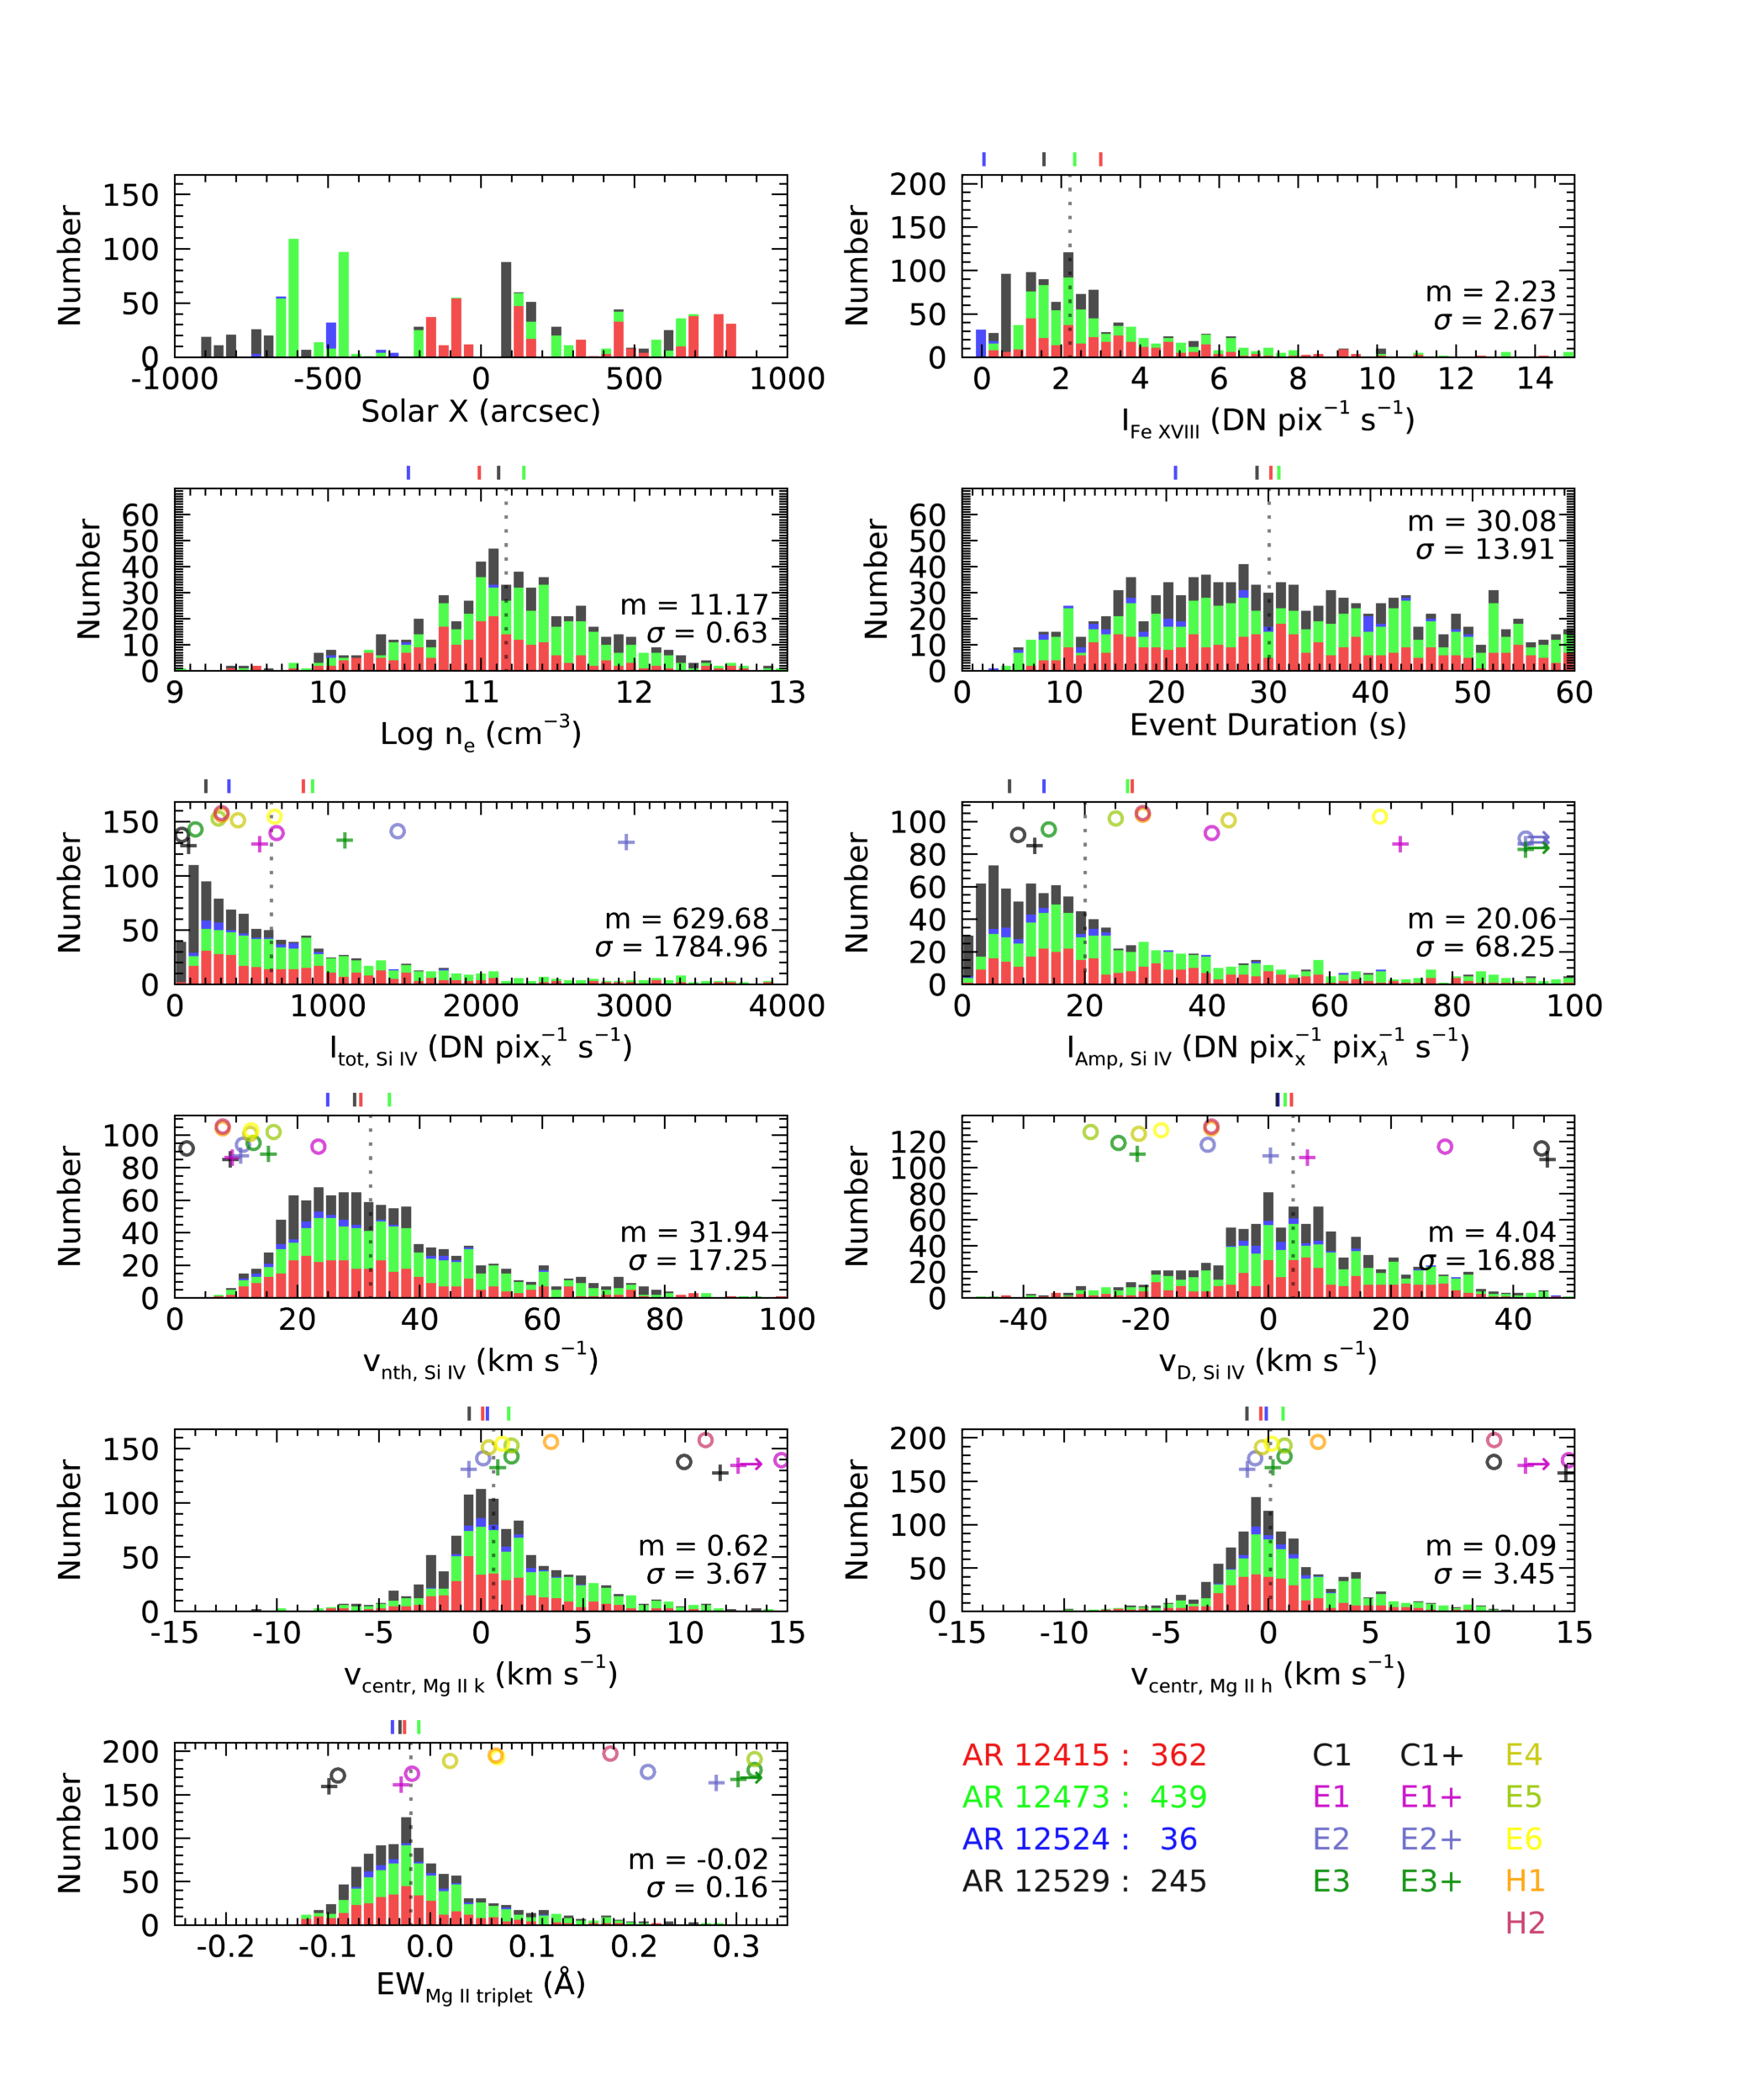 Number
150
100
50
0
-1000 -500 0 500 1000
Solar X (arcsec)
Number
200
150
100
50
0
m = 2.23
σ = 2.67
0 2 4 6 8 10 12 14
I_Fe XVIII (DN pix⁻¹ s⁻¹)
Number
60
50
40
30
20
10
0
m = 11.17
σ = 0.63
9 10 11 12 13
Log nₑ (cm⁻³)
Number
60
50
40
30
20
10
0
m = 30.08
σ = 13.91
0 10 20 30 40 50 60
Event Duration (s)
Number
150
100
50
0
m = 629.68
σ = 1784.96
0 1000 2000 3000 4000
I_tot, Si IV (DN pixₓ⁻¹ s⁻¹)
Number
100
80
60
40
20
0
m = 20.06
σ = 68.25
0 20 40 60 80 100
I_Amp, Si IV (DN pixₓ⁻¹ pix_λ⁻¹ s⁻¹)
Number
100
80
60
40
20
0
m = 31.94
σ = 17.25
0 20 40 60 80 100
v_nth, Si IV (km s⁻¹)
Number
120
100
80
60
40
20
0
m = 4.04
σ = 16.88
-40 -20 0 20 40
v_D, Si IV (km s⁻¹)
Number
150
100
50
0
m = 0.62
σ = 3.67
-15 -10 -5 0 5 10 15
v_centr, Mg II k (km s⁻¹)
Number
200
150
100
50
0
m = 0.09
σ = 3.45
-15 -10 -5 0 5 10 15
v_centr, Mg II h (km s⁻¹)
Number
200
150
100
50
0
m = -0.02
σ = 0.16
-0.2 -0.1 0.0 0.1 0.2 0.3
EW_Mg II triplet (Å)
AR 12415 : 362 C1 C1+ E4
AR 12473 : 439 E1 E1+ E5
AR 12524 : 36 E2 E2+ E6
AR 12529 : 245 E3 E3+ H1
H2